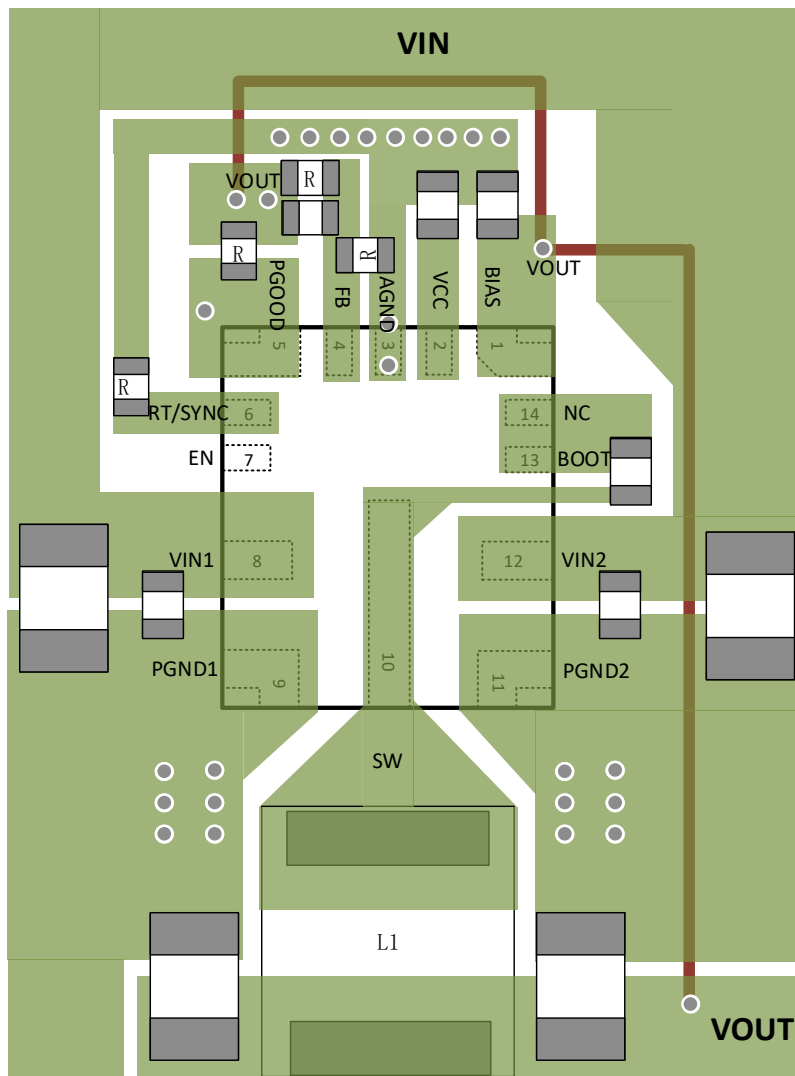 VIN
VOUT
R
R
R
VOUT
PGOOD
FB
AGND
VCC
BIAS
5
4
3
2
1
R
RT/SYNC
6
14
NC
EN
7
13
BOOT
VIN1
8
12
VIN2
PGND1
9
10
11
PGND2
SW
L1
VOUT